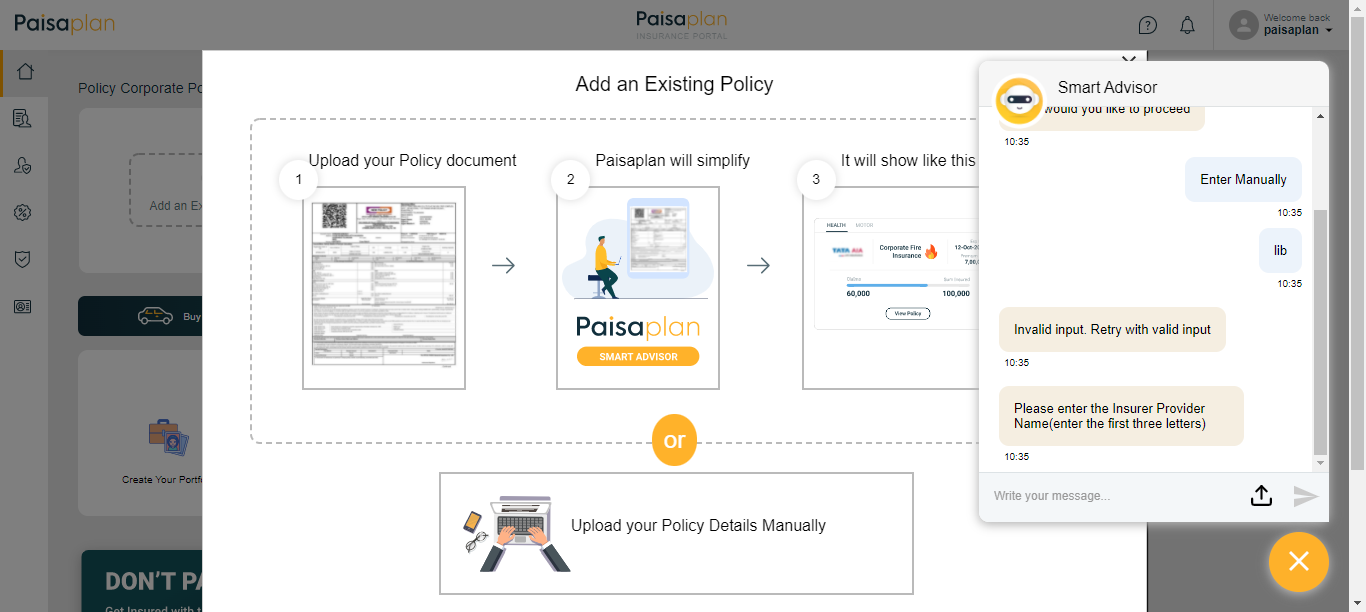 Paisaplan
Paisaplan
INSURANCE PORTAL
?
Welcome back
paisaplan
Policy Corporate Po
Add an Ex
Buy
Create Your Portfo
DON'T PA
Get Insured with t
Add an Existing Policy
Upload your Policy document
1
Paisaplan will simplify
2
Paisaplan
SMART ADVISOR
It will show like this
3
HEALTH MOTOR
TATA AIA
Corporate Fire
Insurance
12-Oct-20
7,00,
60,000 100,000
View Policy
or
Upload your Policy Details Manually
Smart Advisor
would you like to proceed
10:35
Enter Manually
10:35
lib
10:35
Invalid input. Retry with valid input
10:35
Please enter the Insurer Provider
Name(enter the first three letters)
10:35
Write your message...